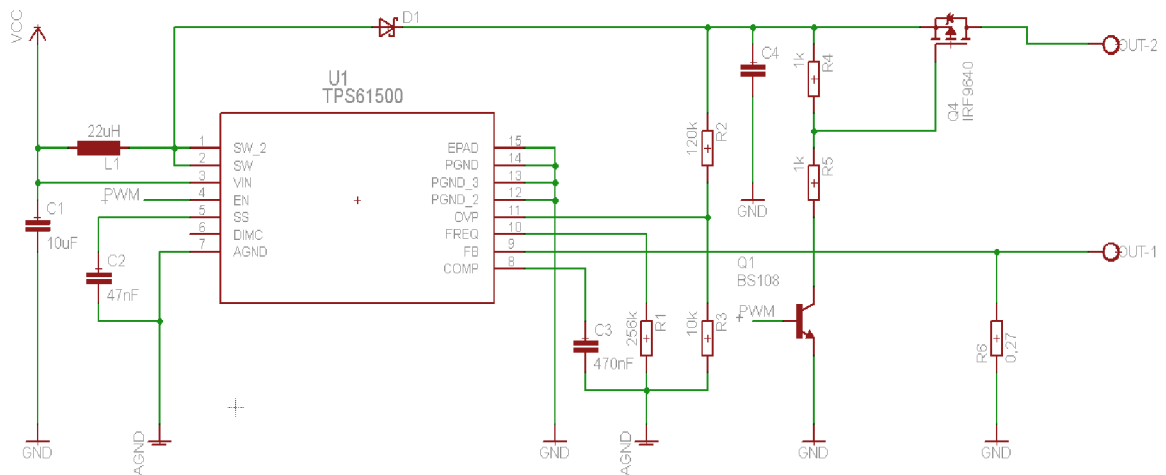 VCC
D1
OUT-2
C4
1k
R4
Q4
IRF9640
U1
TPS61500
22uH
L1
120k
R2
1k
R5
1 SW_2 EPAD 15
2 SW PGND 14
3 VIN PGND_3 13
PWM 4 EN PGND_2 12
5 SS OVP 11
6 DIMC FREQ 10
7 AGND FB 9
COMP 8
C1
10uF
GND
OUT-1
C2
47nF
Q1
BS108
PWM
C3
470nF
256k
R1
10k
R3
R6
0,27
GND
AGND
GND
AGND
GND
GND